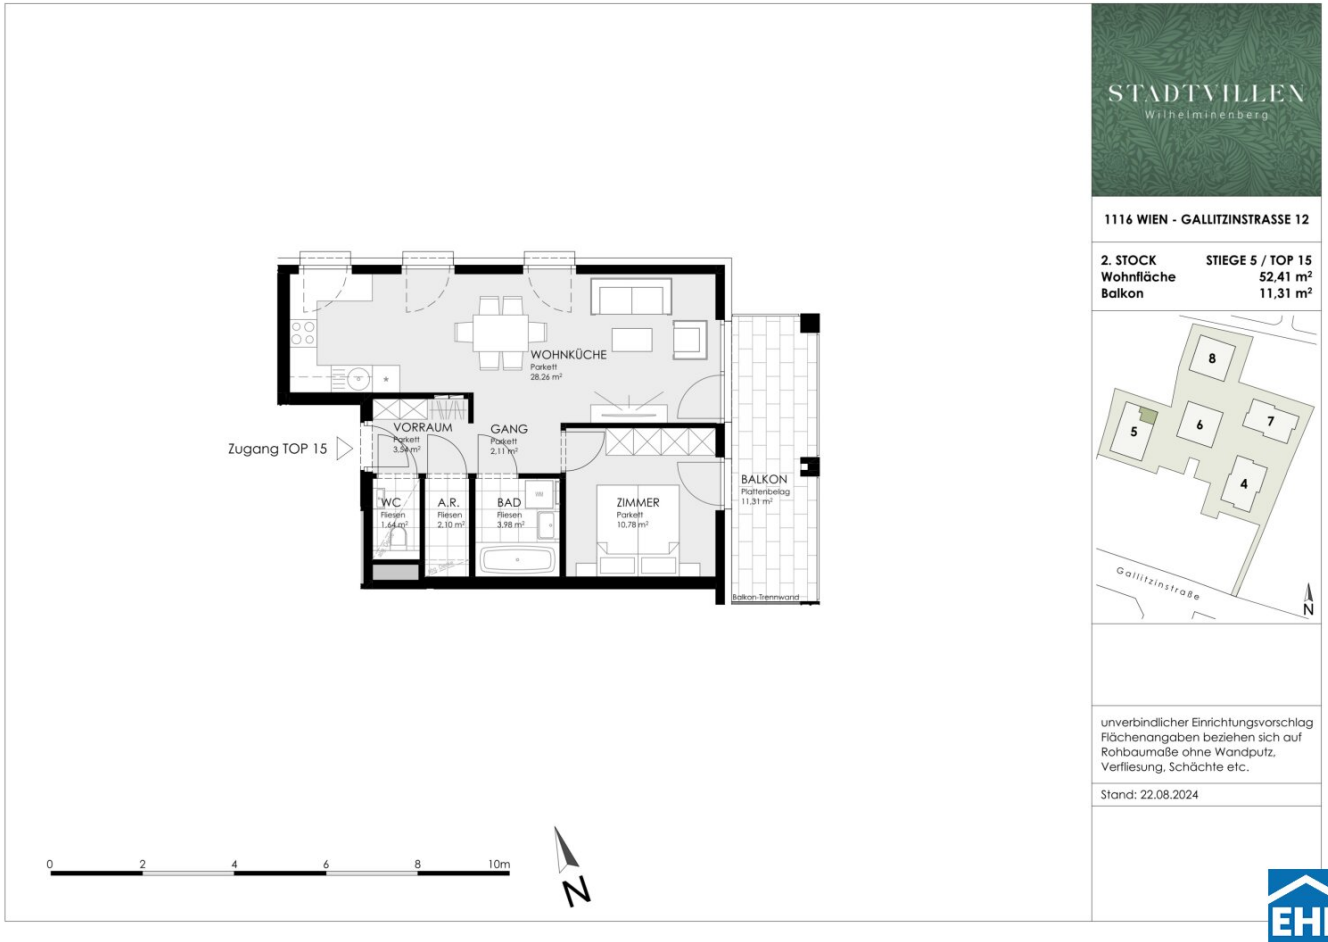 STADTVILLEN
Wilhelminenberg
1116 WIEN - GALLITZINSTRASSE 12
2. STOCK STIEGE 5 / TOP 15
Wohnfläche 52,41 m²
Balkon 11,31 m²
8
7
6
5
4
Gallitzinstraße
N
unverbindlicher Einrichtungsvorschlag
Flächenangaben beziehen sich auf
Rohbaumaße ohne Wandputz,
Verfliesung, Schächte etc.
Stand: 22.08.2024
WOHNKÜCHE
Parkett
28,26 m²
VORRAUM
Parkett
3,54 m²
GANG
Parkett
2,11 m²
Zugang TOP 15
WC
Fliesen
1,64 m²
A.R.
Fliesen
2,10 m²
BAD
Fliesen
3,98 m²
WM
ZIMMER
Parkett
10,78 m²
BALKON
Plattenbelag
11,31 m²
Balkon-Trennwand
0 2 4 6 8 10m
N
EH